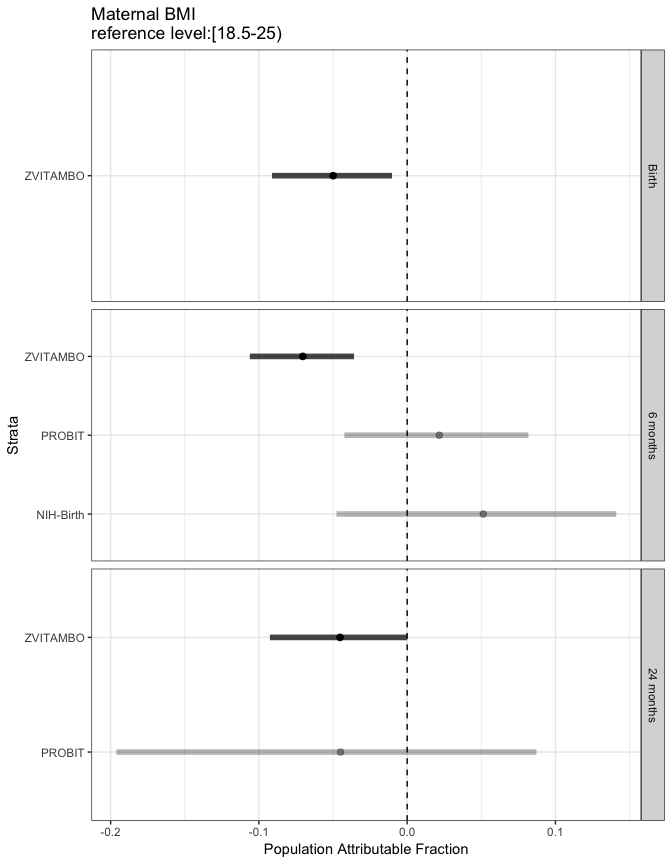 Maternal BMI
reference level:[18.5-25)
ZVITAMBO
Birth
ZVITAMBO
PROBIT
NIH-Birth
6 months
ZVITAMBO
PROBIT
24 months
Strata
-0.2
-0.1
0.0
0.1
Population Attributable Fraction